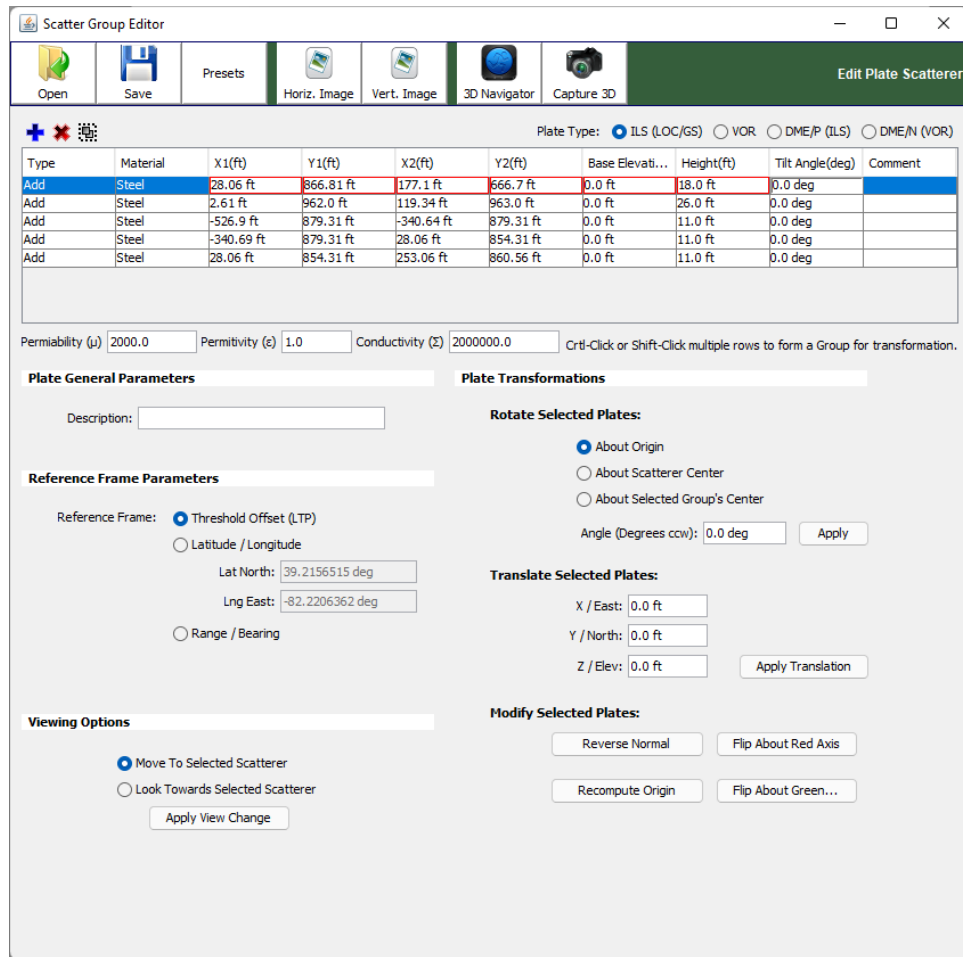 Scatter Group Editor
Open Save Presets Horiz. Image Vert. Image 3D Navigator Capture 3D Edit Plate Scatterer
Plate Type: ILS (LOC/GS) VOR DME/P (ILS) DME/N (VOR)
Type Material X1(ft) Y1(ft) X2(ft) Y2(ft) Base Elevati... Height(ft) Tilt Angle(deg) Comment
Add Steel 28.06 ft 866.81 ft 177.1 ft 666.7 ft 0.0 ft 18.0 ft 0.0 deg
Add Steel 2.61 ft 962.0 ft 119.34 ft 963.0 ft 0.0 ft 26.0 ft 0.0 deg
Add Steel -526.9 ft 879.31 ft -340.64 ft 879.31 ft 0.0 ft 11.0 ft 0.0 deg
Add Steel -340.69 ft 879.31 ft 28.06 ft 854.31 ft 0.0 ft 11.0 ft 0.0 deg
Add Steel 28.06 ft 854.31 ft 253.06 ft 860.56 ft 0.0 ft 11.0 ft 0.0 deg
Permiability (μ) 2000.0 Permitivity (ε) 1.0 Conductivity (Σ) 2000000.0 Crtl-Click or Shift-Click multiple rows to form a Group for transformation.
Plate General Parameters
Description:
Reference Frame Parameters
Reference Frame: Threshold Offset (LTP)
Latitude / Longitude
Lat North: 39.2156515 deg
Lng East: -82.2206362 deg
Range / Bearing
Viewing Options
Move To Selected Scatterer
Look Towards Selected Scatterer
Apply View Change
Plate Transformations
Rotate Selected Plates:
About Origin
About Scatterer Center
About Selected Group's Center
Angle (Degrees ccw): 0.0 deg Apply
Translate Selected Plates:
X / East: 0.0 ft
Y / North: 0.0 ft
Z / Elev: 0.0 ft Apply Translation
Modify Selected Plates:
Reverse Normal Flip About Red Axis
Recompute Origin Flip About Green...